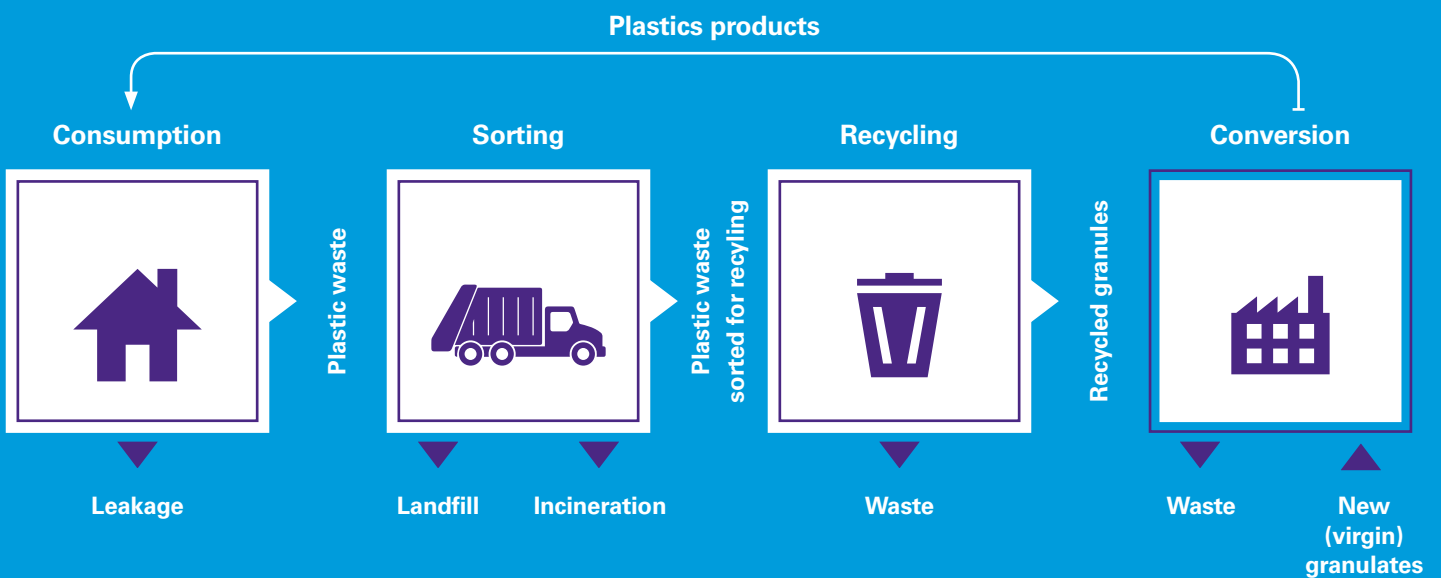 Plastics products
Consumption
Sorting
Recycling
Conversion
Plastic waste
Plastic waste
sorted for recyling
Recycled granules
Leakage
Landfill
Incineration
Waste
Waste
New
(virgin)
granulates